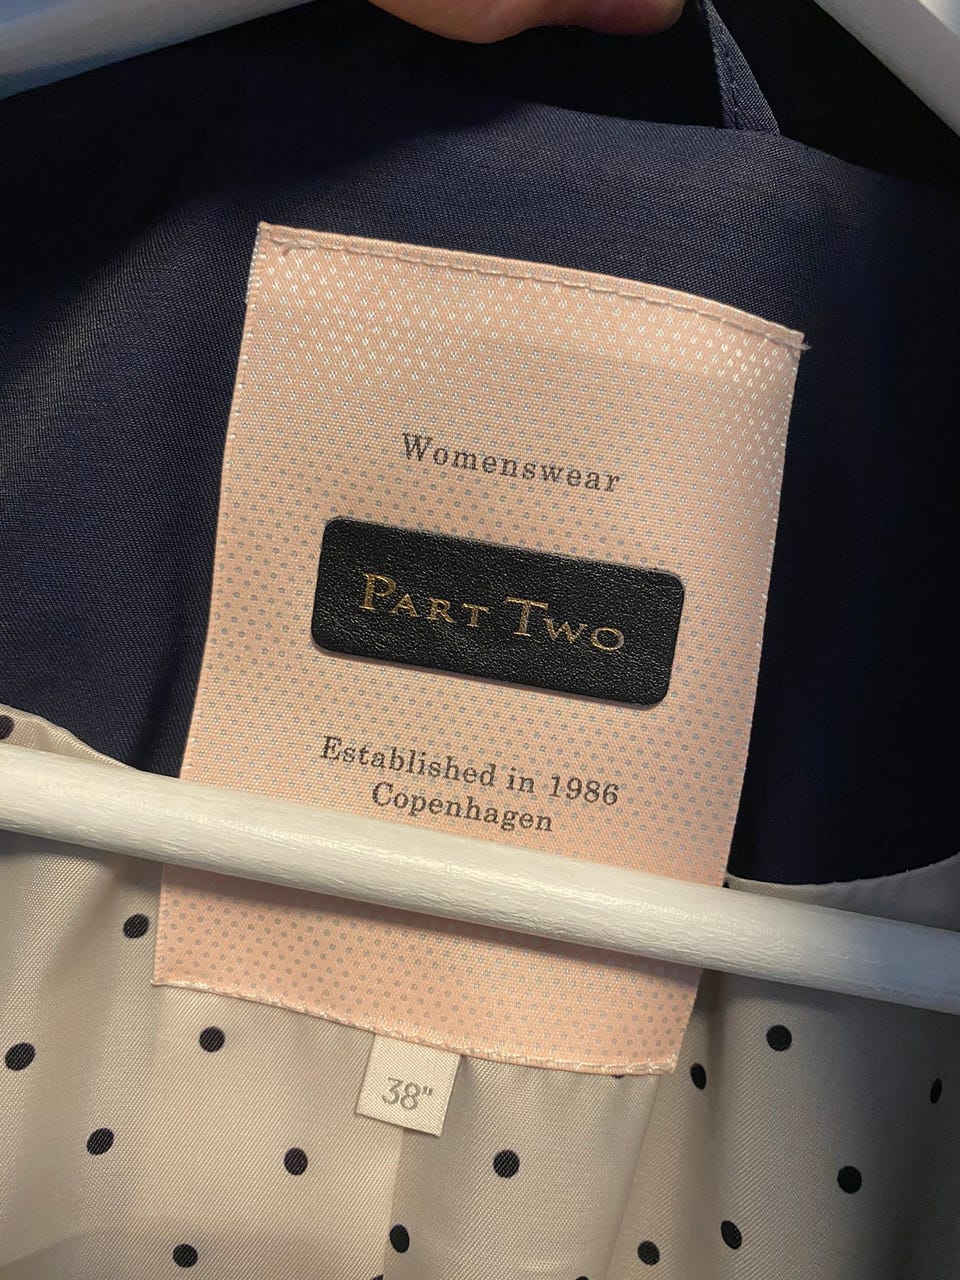 Womenswear
PART TWO
Established in 1986
Copenhagen
38"